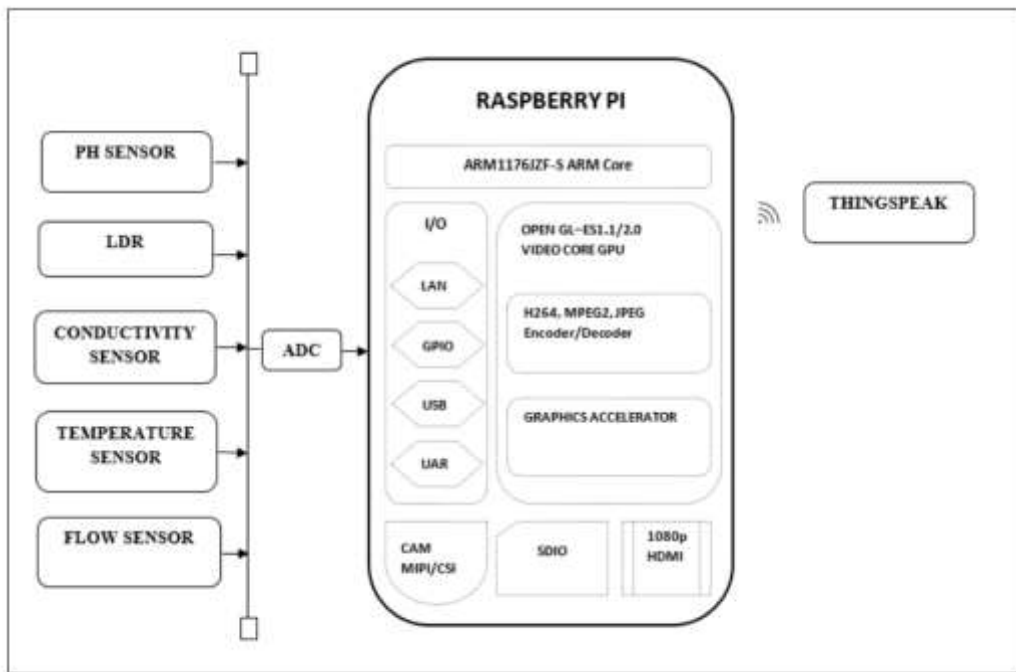 PH SENSOR
LDR
CONDUCTIVITY
SENSOR
TEMPERATURE
SENSOR
FLOW SENSOR
ADC
RASPBERRY PI
ARM1176JZF-S ARM Core
I/O
LAN
GPIO
USB
UAR
OPEN GL-ES1.1/2.0
VIDEO CORE GPU
H264, MPEG2, JPEG
Encoder/Decoder
GRAPHICS ACCELERATOR
CAM
MIPI/CSI
SDIO
1080p
HDMI
THINGSPEAK